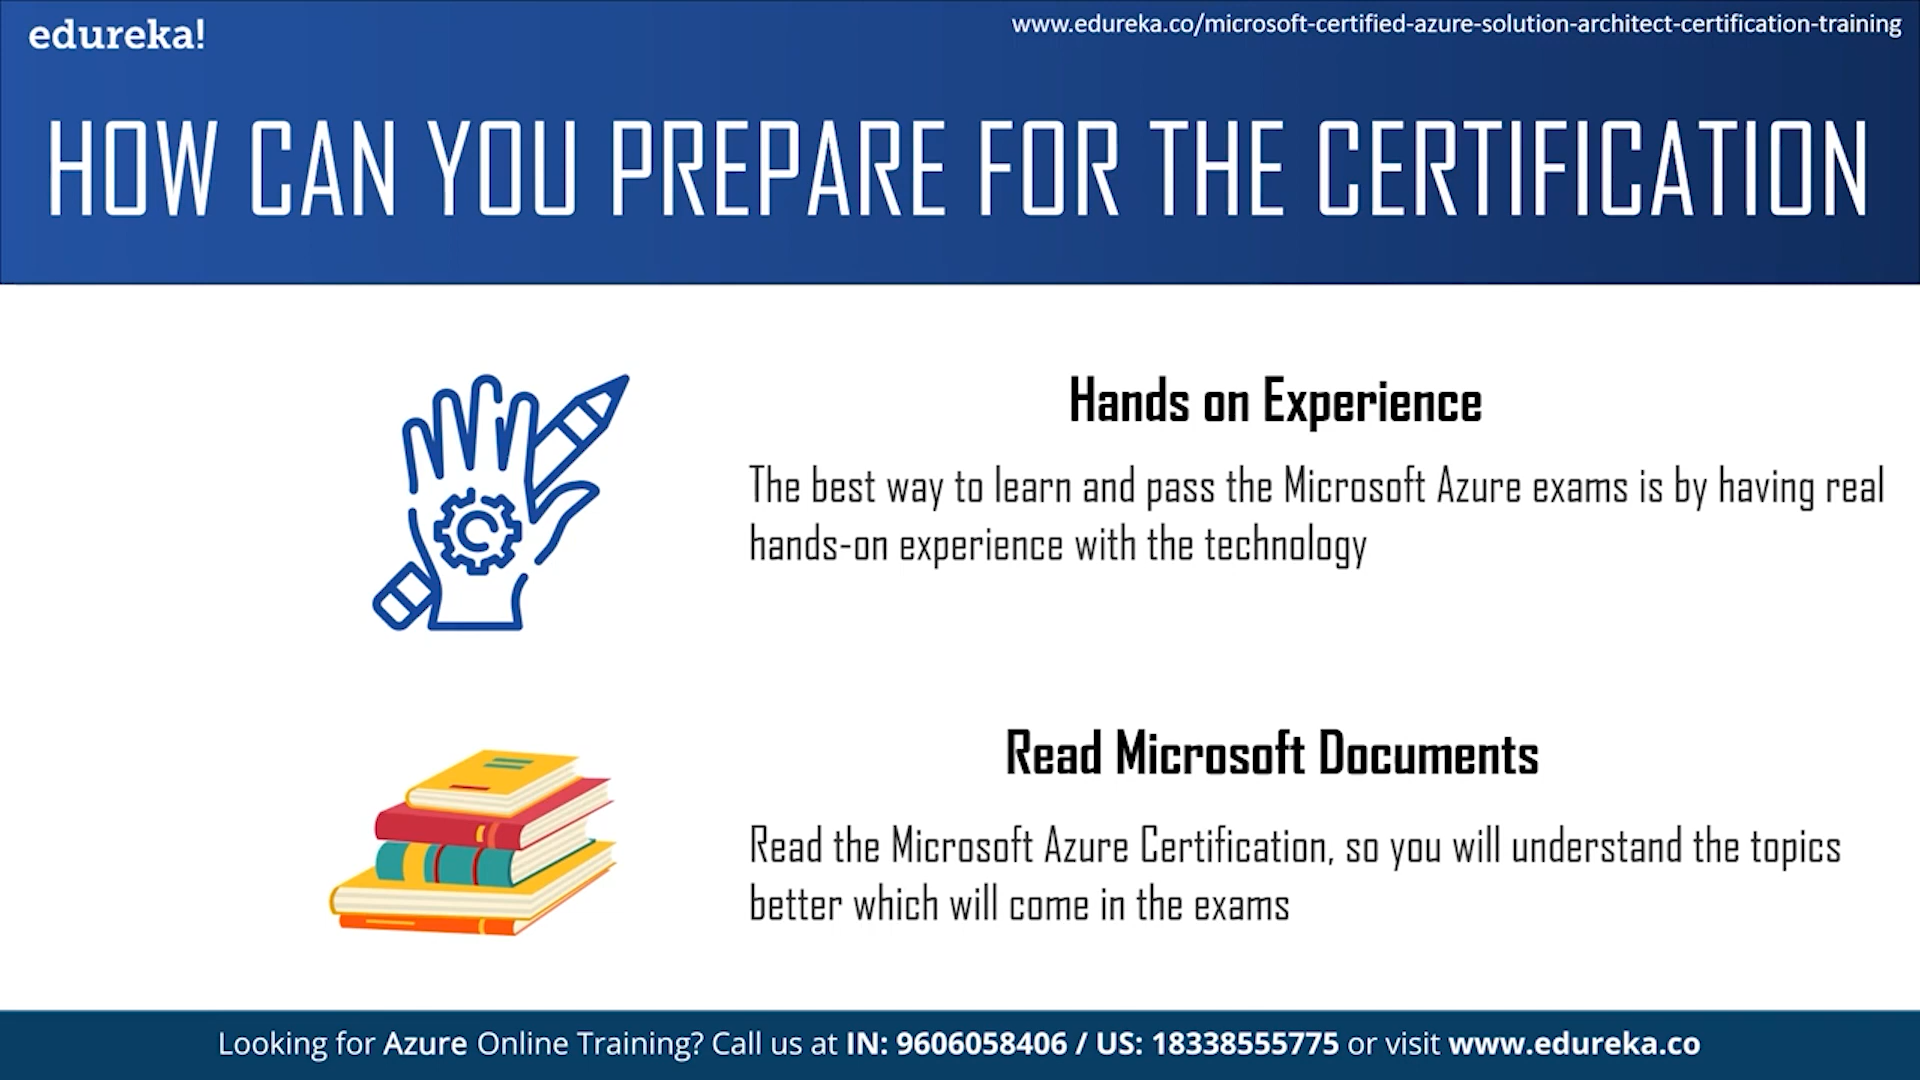 edureka!
www.edureka.co/microsoft-certified-azure-solution-architect-certification-training
HOW CAN YOU PREPARE FOR THE CERTIFICATION
Hands on Experience
The best way to learn and pass the Microsoft Azure exams is by having real
hands-on experience with the technology
Read Microsoft Documents
Read the Microsoft Azure Certification, so you will understand the topics
better which will come in the exams
Looking for Azure Online Training? Call us at IN: 9606058406 / US: 18338555775 or visit www.edureka.co